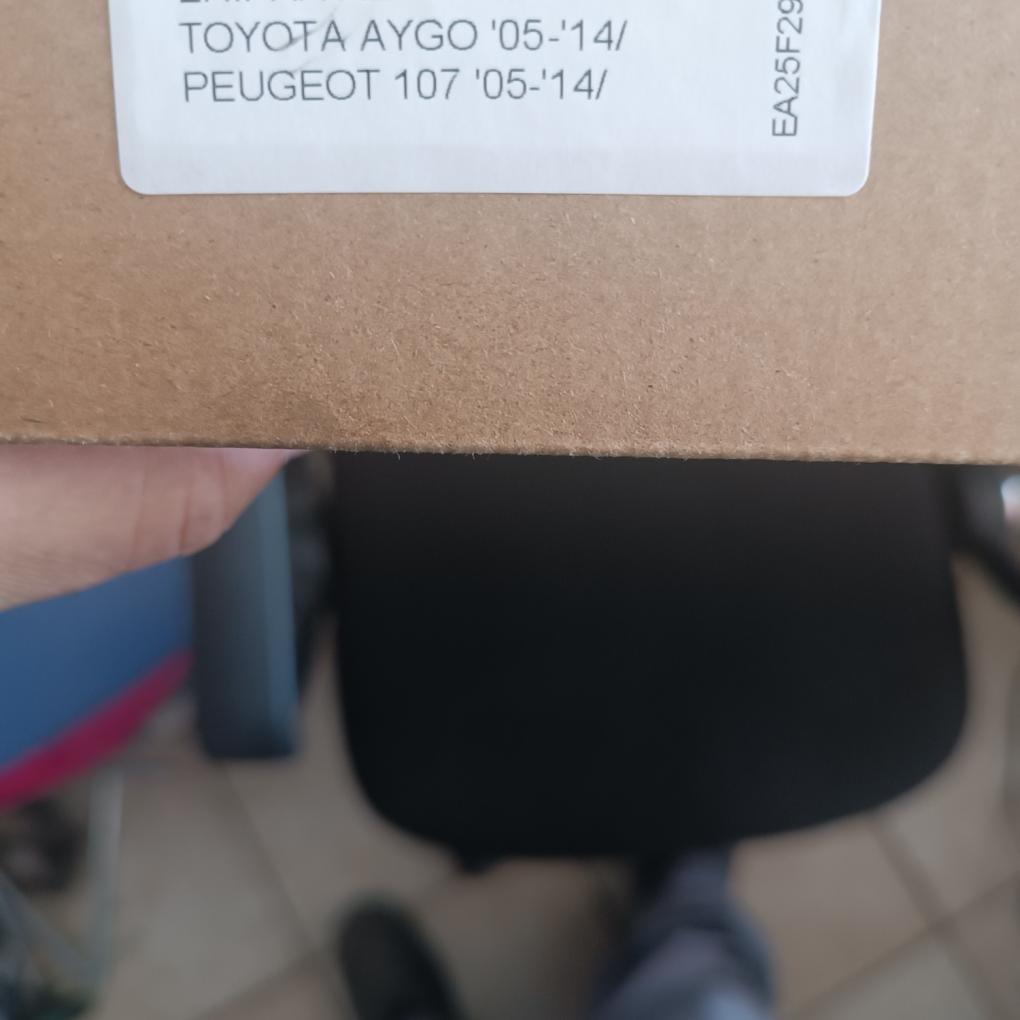 TOYOTA AYGO '05-'14/
PEUGEOT 107 '05-'14/
EA25F29